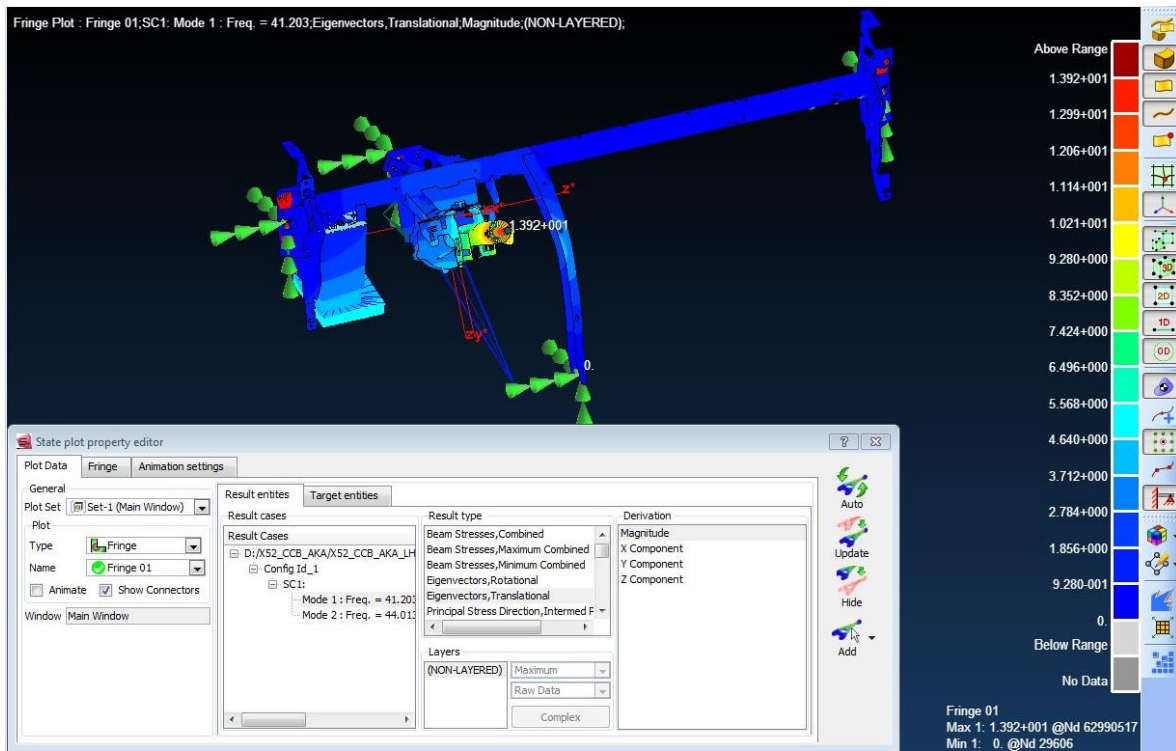 Fringe Plot : Fringe 01;SC1: Mode 1 : Freq. = 41.203;Eigenvectors,Translational;Magnitude;(NON-LAYERED);
Above Range
1.392+001
1.299+001
1.206+001
1.114+001
1.021+001
9.280+000
8.352+000
7.424+000
6.496+000
5.568+000
4.640+000
3.712+000
2.784+000
1.856+000
9.280-001
0.
Below Range
No Data
3D
2D
1D
0D
z*
1.392+001
0.
State plot property editor
Plot Data
Fringe
Animation settings
General
Plot Set
Set-1 (Main Window)
Plot
Type
Fringe
Name
Fringe 01
Animate
Show Connectors
Window
Main Window
Result entites
Target entities
Result cases
Result Cases
D:/X52_CCB_AKA/X52_CCB_AKA_LH
Config Id_1
SC1:
Mode 1 : Freq. = 41.203
Mode 2 : Freq. = 44.013
Result type
Beam Stresses,Combined
Beam Stresses,Maximum Combined
Beam Stresses,Minimum Combined
Eigenvectors,Rotational
Eigenvectors,Translational
Principal Stress Direction,Intermed P
Layers
(NON-LAYERED)
Maximum
Raw Data
Complex
Derivation
Magnitude
X Component
Y Component
Z Component
Auto
Update
Hide
Add
Fringe 01
Max 1: 1.392+001 @Nd 62990517
Min 1: 0. @Nd 29606